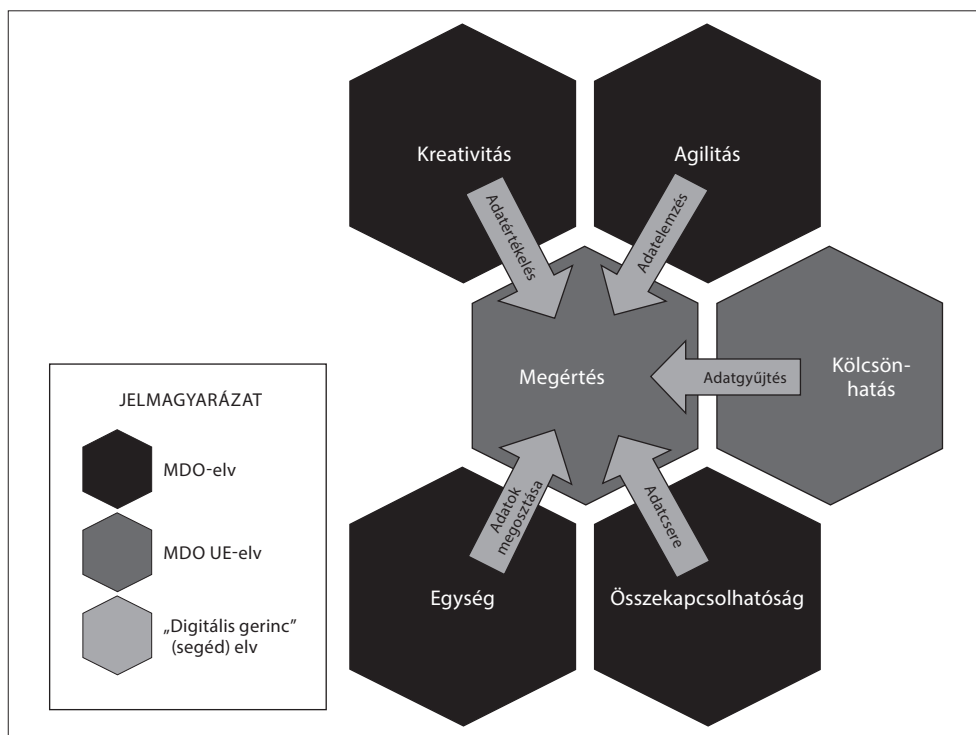 Kreativitás
Agilitás
Adatértékelés
Adatelemzés
Megértés
Adatgyűjtés
Kölcsön-
hatás
Adatok
megosztása
Adatcsere
Egység
Összekapcsolhatóság
JELMAGYARÁZAT
MDO-elv
MDO UE-elv
„Digitális gerinc”
(segéd) elv